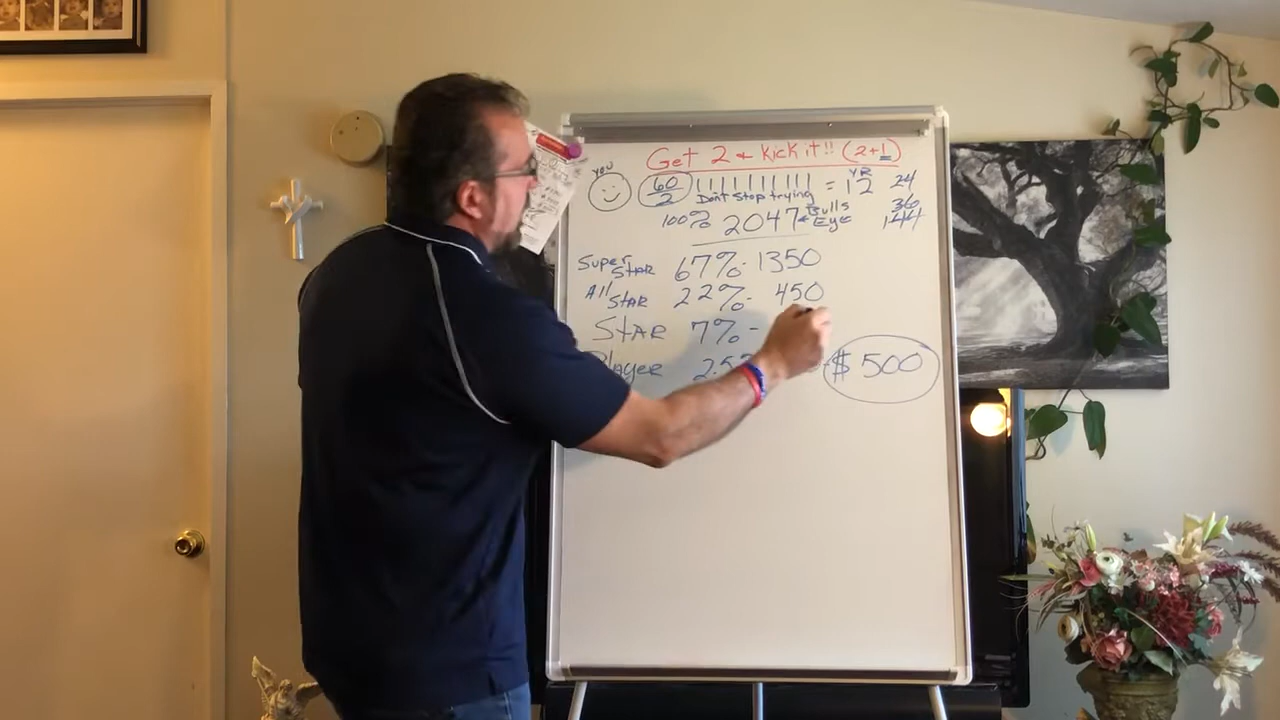 Get 2 + kick it!! (2+1)
YOU
60/2 | | | | | | | | | | = 12 YR 24
Don't Stop trying
36
100% 2047 Bulls Eye 144
Super Star 67% - 1350
All Star 22% - 450
Star 7% -
Player 2.5 $ 500